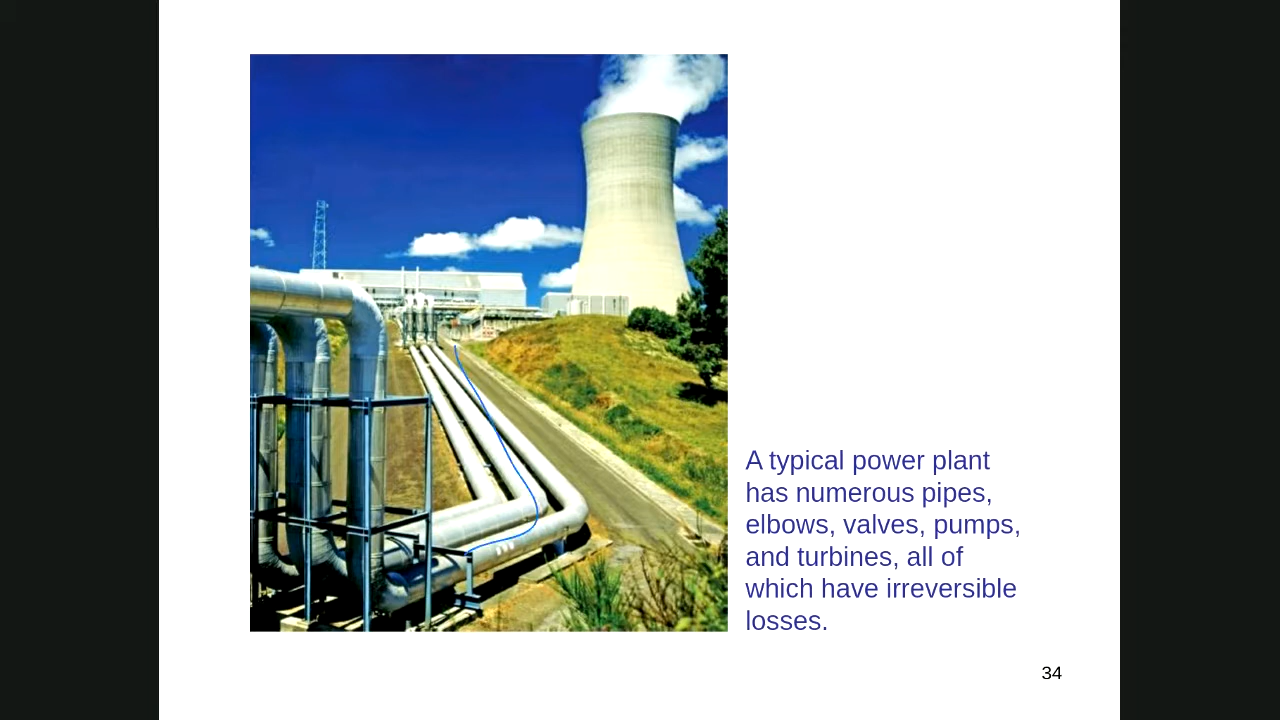 A typical power plant
has numerous pipes,
elbows, valves, pumps,
and turbines, all of
which have irreversible
losses.
34